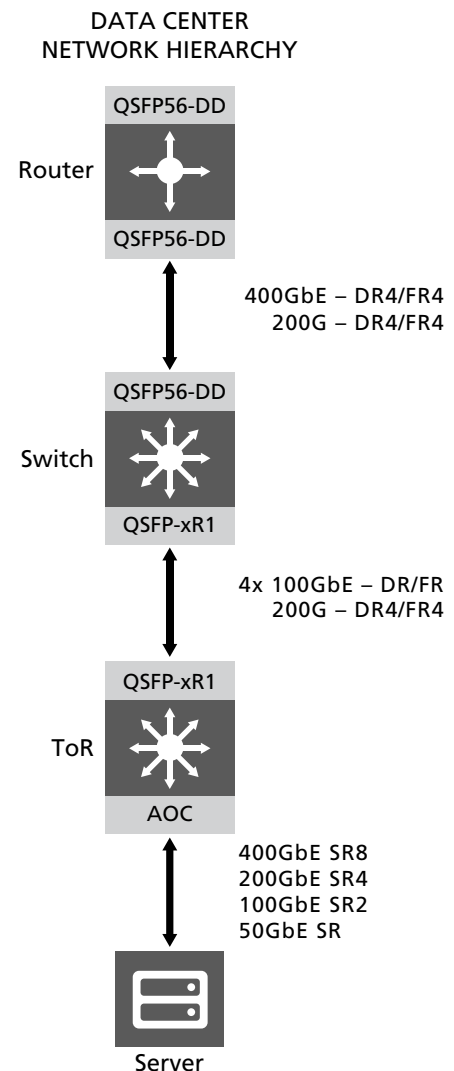 DATA CENTER
NETWORK HIERARCHY
QSFP56-DD
Router
QSFP56-DD
400GbE – DR4/FR4
200G – DR4/FR4
QSFP56-DD
Switch
QSFP-xR1
4x 100GbE – DR/FR
200G – DR4/FR4
QSFP-xR1
ToR
AOC
400GbE SR8
200GbE SR4
100GbE SR2
50GbE SR
Server